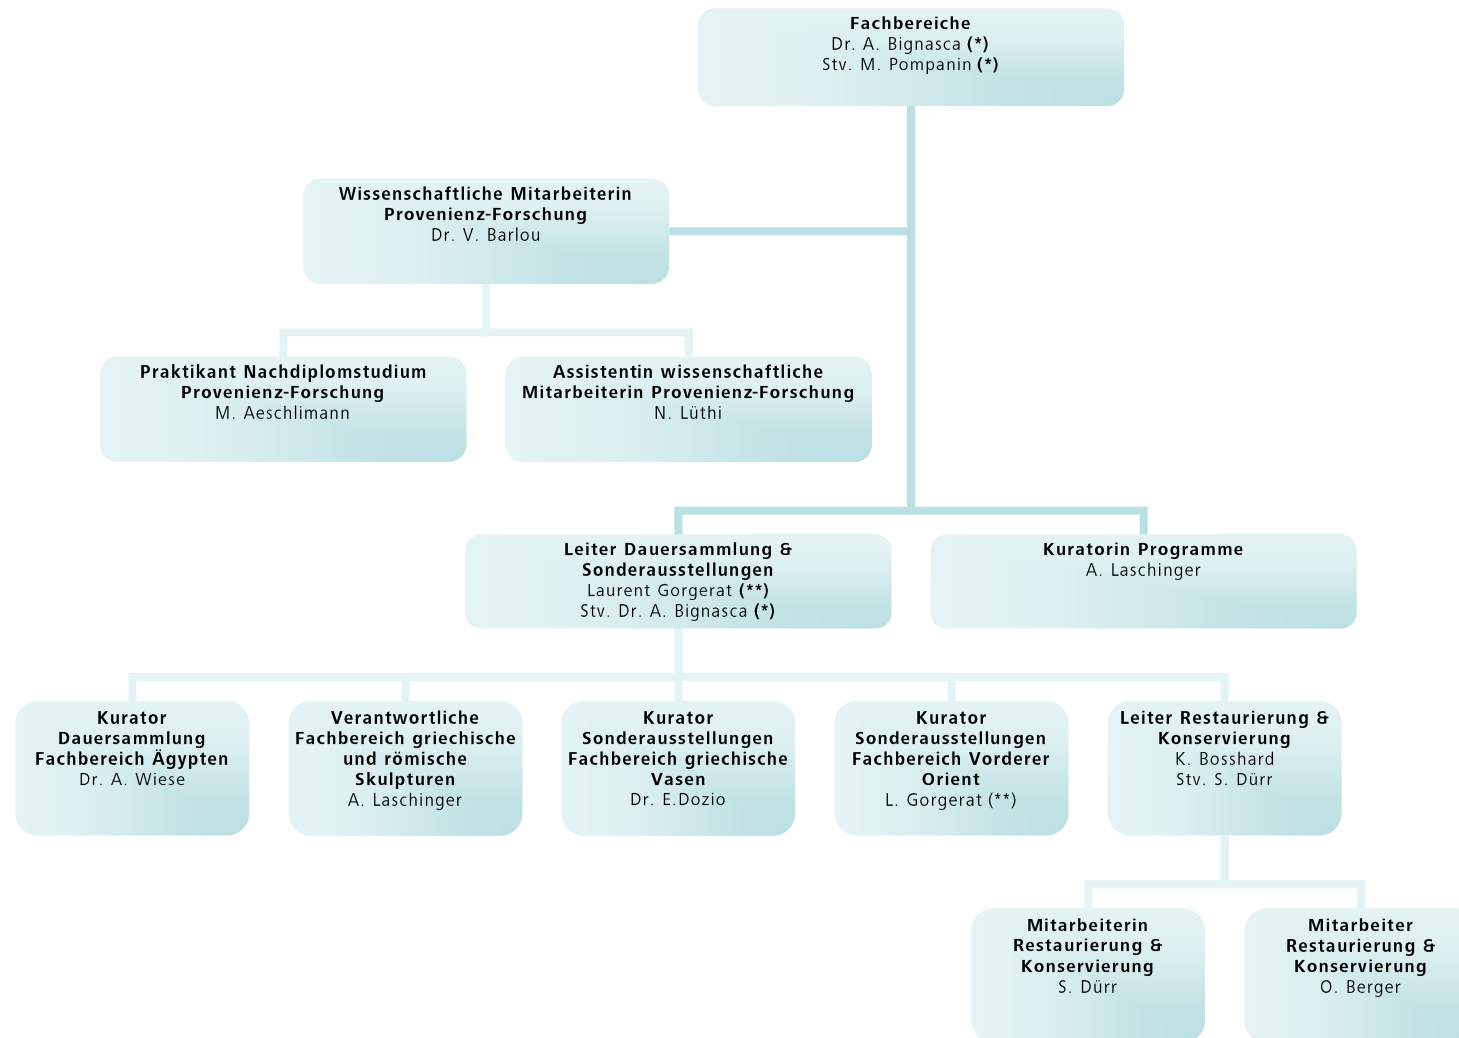 Fachbereiche
Dr. A. Bignasca (*)
Stv. M. Pompanin (*)
Wissenschaftliche Mitarbeiterin
Provenienz-Forschung
Dr. V. Barlou
Praktikant Nachdiplomstudium
Provenienz-Forschung
M. Aeschlimann
Assistentin wissenschaftliche
Mitarbeiterin Provenienz-Forschung
N. Lüthi
Leiter Dauersammlung &
Sonderausstellungen
Laurent Gorgerat (**)
Stv. Dr. A. Bignasca (*)
Kuratorin Programme
A. Laschinger
Kurator
Dauersammlung
Fachbereich Ägypten
Dr. A. Wiese
Verantwortliche
Fachbereich griechische
und römische
Skulpturen
A. Laschinger
Kurator
Sonderausstellungen
Fachbereich griechische
Vasen
Dr. E.Dozio
Kurator
Sonderausstellungen
Fachbereich Vorderer
Orient
L. Gorgerat (**)
Leiter Restaurierung &
Konservierung
K. Bosshard
Stv. S. Dürr
Mitarbeiterin
Restaurierung &
Konservierung
S. Dürr
Mitarbeiter
Restaurierung &
Konservierung
O. Berger